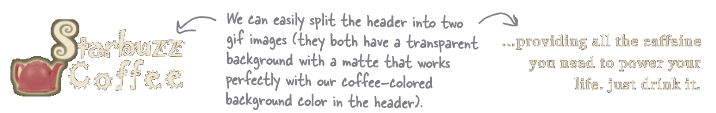 Starbuzz
Coffee
We can easily split the header into two
gif images (they both have a transparent
background with a matte that works
perfectly with our coffee-colored
background color in the header).
...providing all the caffeine
you need to power your
life. just drink it.